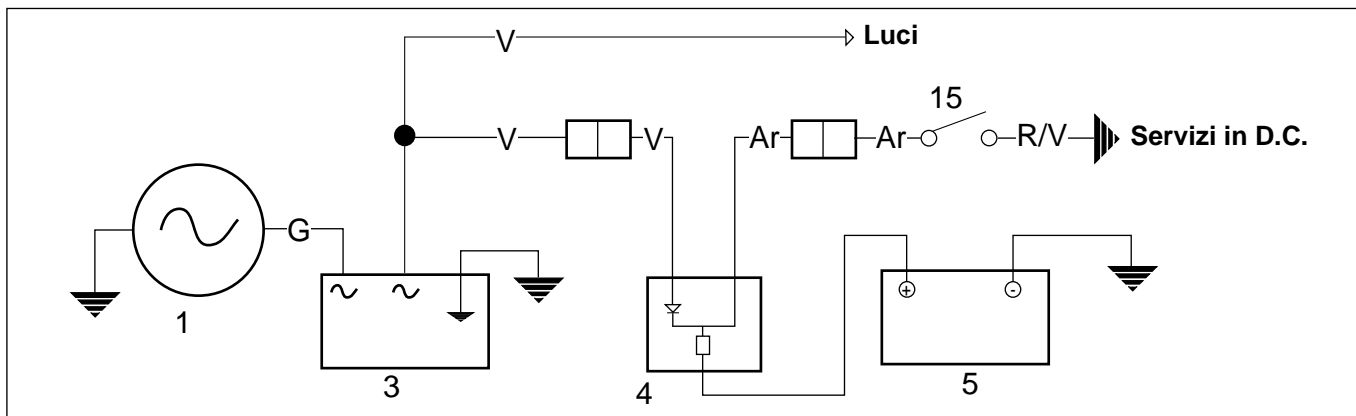 V Luci
15
V V Ar Ar R/V Servizi in D.C.
G
+ -
1
3 4 5